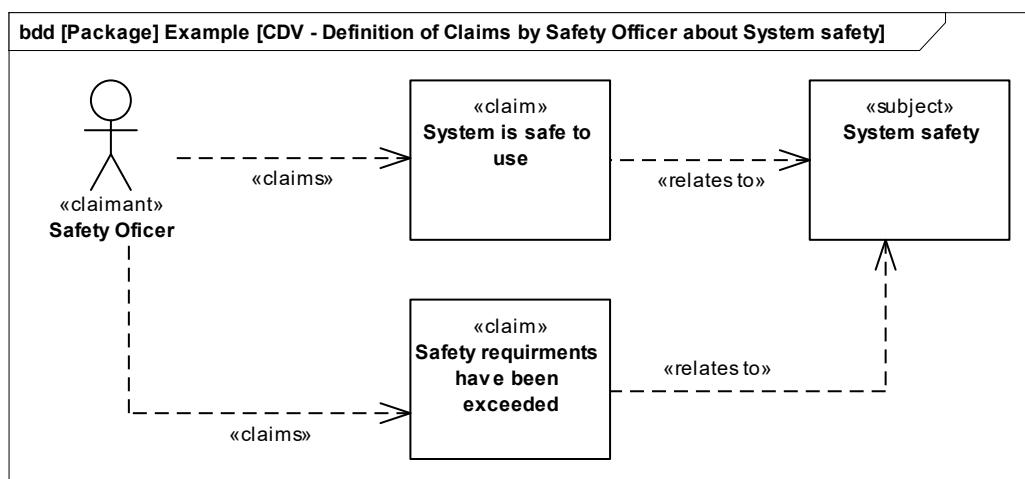 bdd [Package] Example [CDV - Definition of Claims by Safety Officer about System safety]
«claim»
System is safe to
use
«subject»
System safety
«claims»
«relates to»
«claimant»
Safety Oficer
«claim»
Safety requirments
have been
exceeded
«relates to»
«claims»